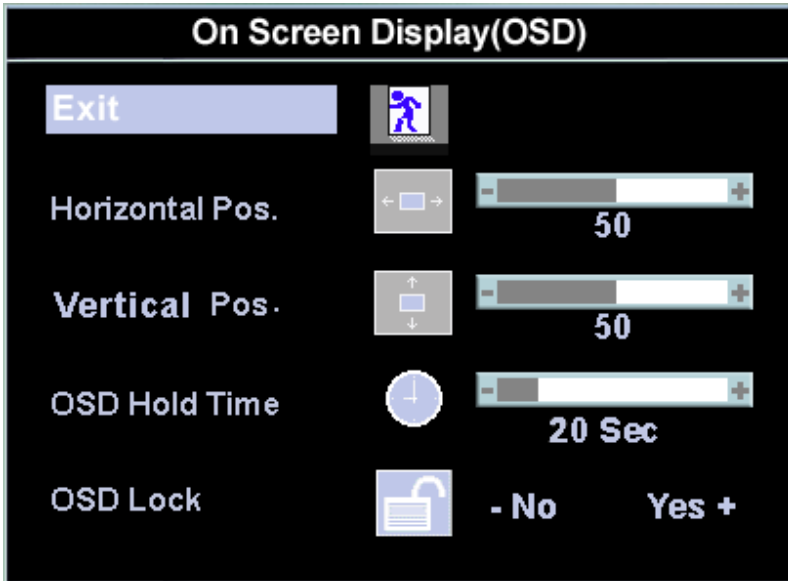 On Screen Display(OSD)
Exit
Horizontal Pos.
- +
50
Vertical Pos.
- +
50
OSD Hold Time
- +
20 Sec
OSD Lock
- No Yes +